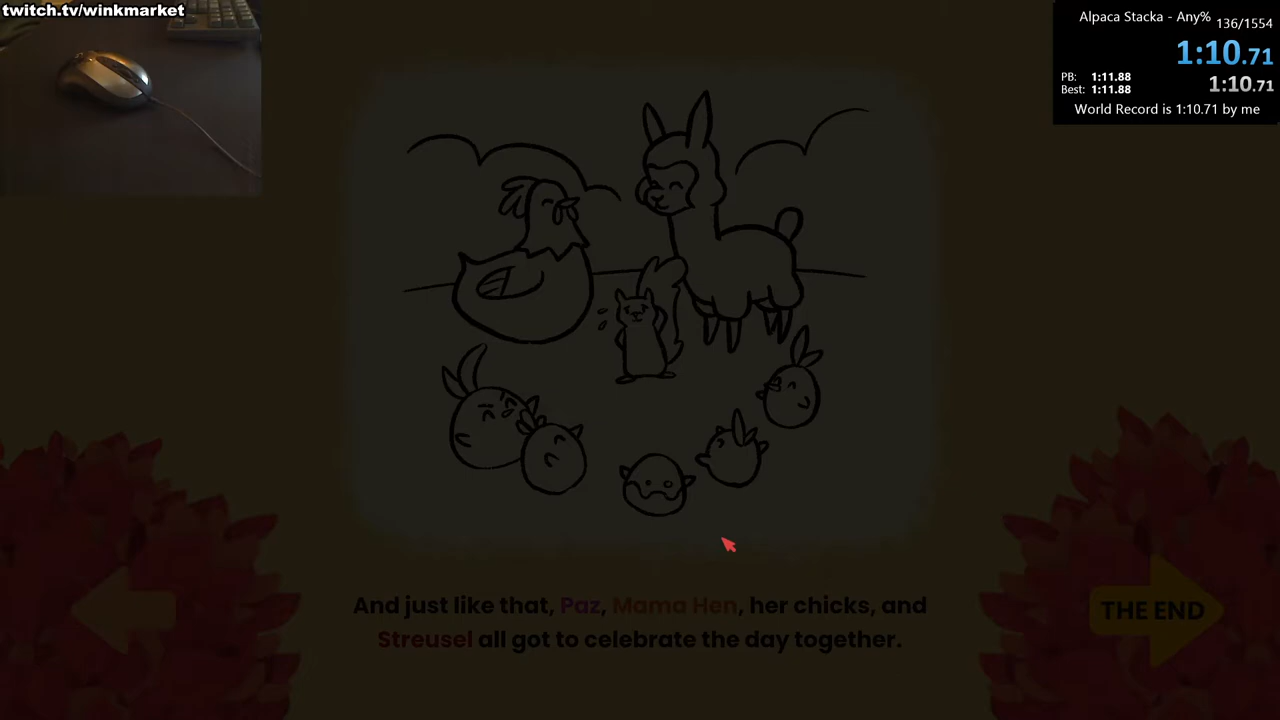 twitch.tv/winkmarket
Alpaca Stacka - Any% 136/1554
1:10.71
PB: 1:11.88
Best: 1:11.88 1:10.71
World Record is 1:10.71 by me
And just like that, Paz, Mama Hen, her chicks, and
Streusel all got to celebrate the day together.
THE END